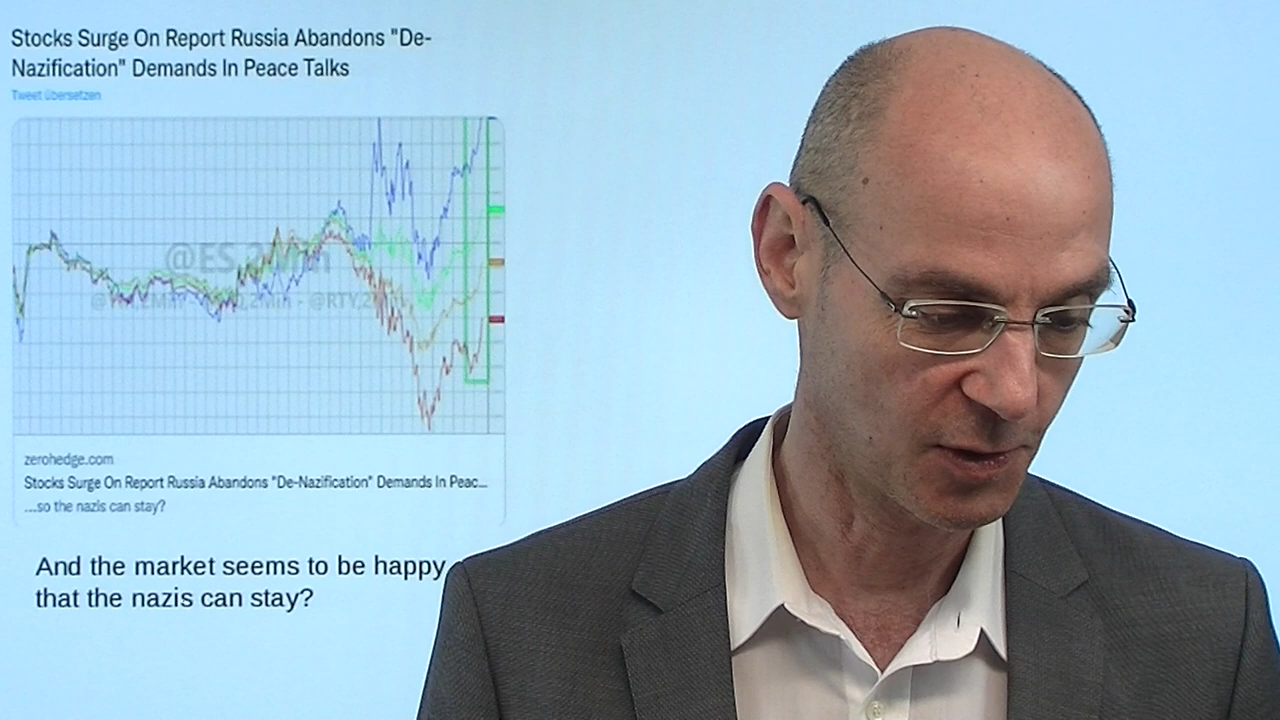 Stocks Surge On Report Russia Abandons "De-
Nazification" Demands In Peace Talks
Tweet übersetzen
@ES,2Min
zerohedge.com
Stocks Surge On Report Russia Abandons "De-Nazification" Demands In Peac...
...so the nazis can stay?
And the market seems to be happy
that the nazis can stay?